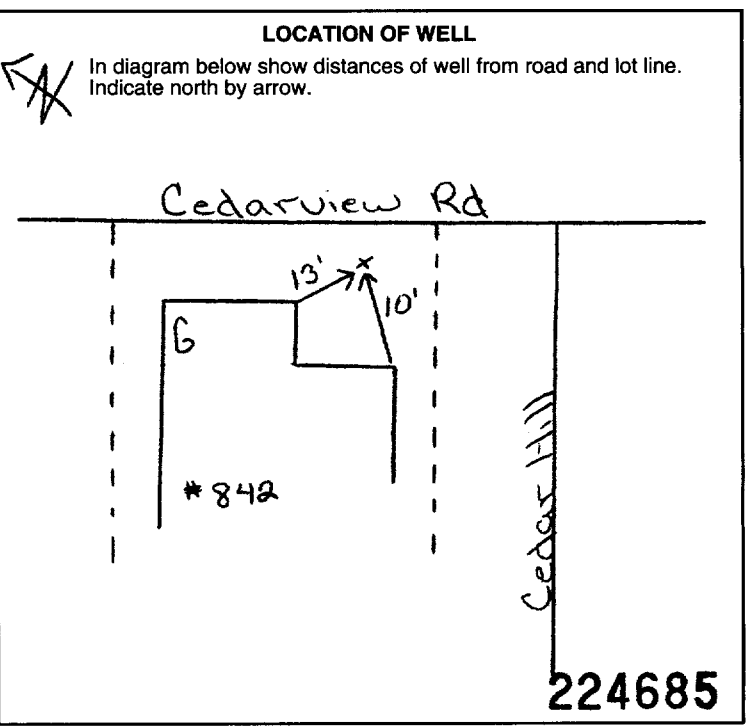 LOCATION OF WELL
In diagram below show distances of well from road and lot line.
Indicate north by arrow.
N
Cedarview Rd
13'
x
10'
G
#842
Cedar Hill
224685